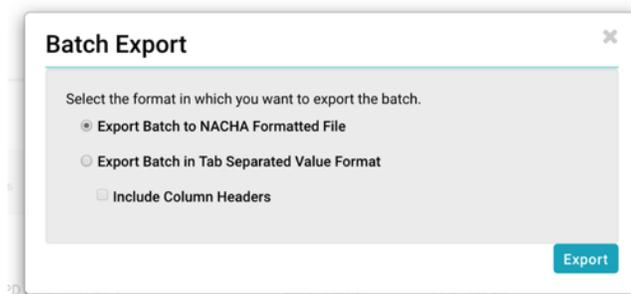 Batch Export
Select the format in which you want to export the batch.
Export Batch to NACHA Formatted File
Export Batch in Tab Separated Value Format
Include Column Headers
Export